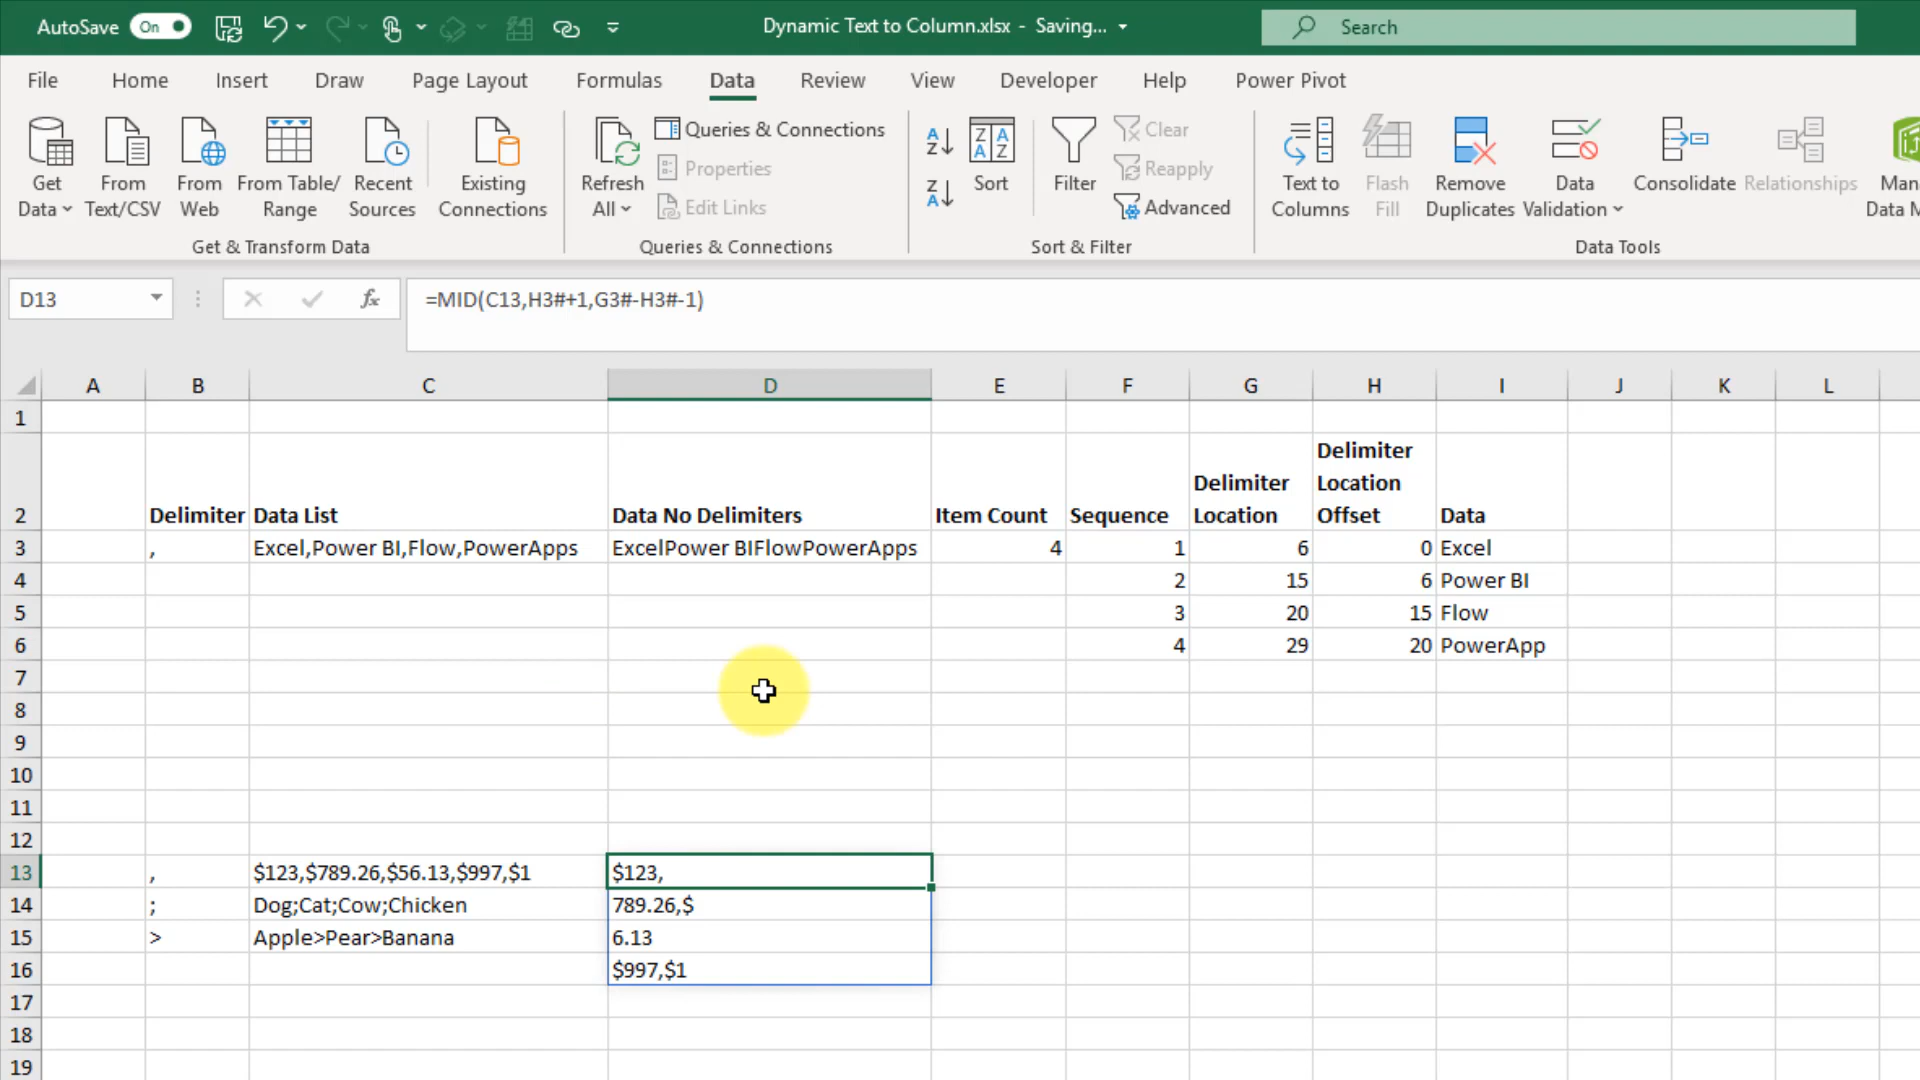 AutoSave On Dynamic Text to Column.xlsx - Saving... Search
File Home Insert Draw Page Layout Formulas Data Review View Developer Help Power Pivot
Get Data
From Text/CSV
From Web
From Table/ Range
Recent Sources
Existing Connections
Get & Transform Data
Refresh All
Queries & Connections
Properties
Edit Links
Queries & Connections
Sort
Filter
Clear
Reapply
Advanced
Sort & Filter
Text to Columns
Flash Fill
Remove Duplicates
Data Validation
Consolidate
Relationships
Man
Data M
Data Tools
D13 fx =MID(C13,H3#+1,G3#-H3#-1)
A B C D E F G H I J K L
1
2 Delimiter Data List Data No Delimiters Item Count Sequence Delimiter Location Delimiter Location Offset Data
3 , Excel,Power BI,Flow,PowerApps ExcelPower BIFlowPowerApps 4 1 6 0 Excel
4 2 15 6 Power BI
5 3 20 15 Flow
6 4 29 20 PowerApp
7
8
9
10
11
12
13 , $123,$789.26,$56.13,$997,$1 $123,
14 ; Dog;Cat;Cow;Chicken 789.26,$
15 > Apple>Pear>Banana 6.13
16 $997,$1
17
18
19